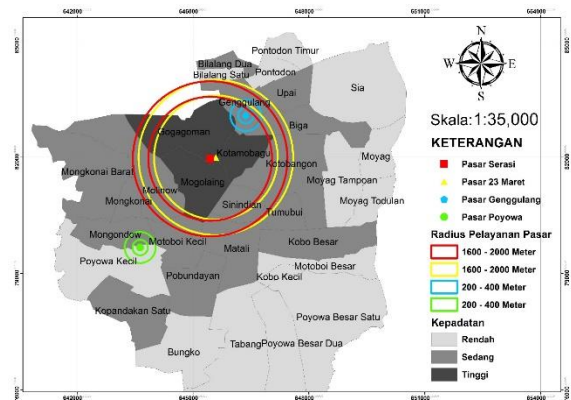 642000 645000 648000 651000 654000
Pontodon Timur
Bilalang Dua
Pontodon
Bilalang Satu
Sia
Genggulang
Upai
Gogagoman
Biga
Kotamobagu
Kotobangon
Moyag
Mongkonai Barat
Mogolaing
Moyag Tampoan
Molinow
Mongkonai
Sinindian
Moyag Todulan
Tumubui
Mongondow
Motoboi Kecil
Matali
Kobo Besar
Poyowa Kecil
Motoboi Besar
Pobundayan
Kobo Kecil
Kopandakan Satu
Poyowa Besar Satu
Bungko
Tabang
Poyowa Besar Dua
642000 645000 648000
N
W E
S
Skala:1:35,000
KETERANGAN
Pasar Serasi
Pasar 23 Maret
Pasar Genggulang
Pasar Poyowa
Radius Pelayanan Pasar
1600 - 2000 Meter
1600 - 2000 Meter
200 - 400 Meter
200 - 400 Meter
Kepadatan
Rendah
Sedang
Tinggi